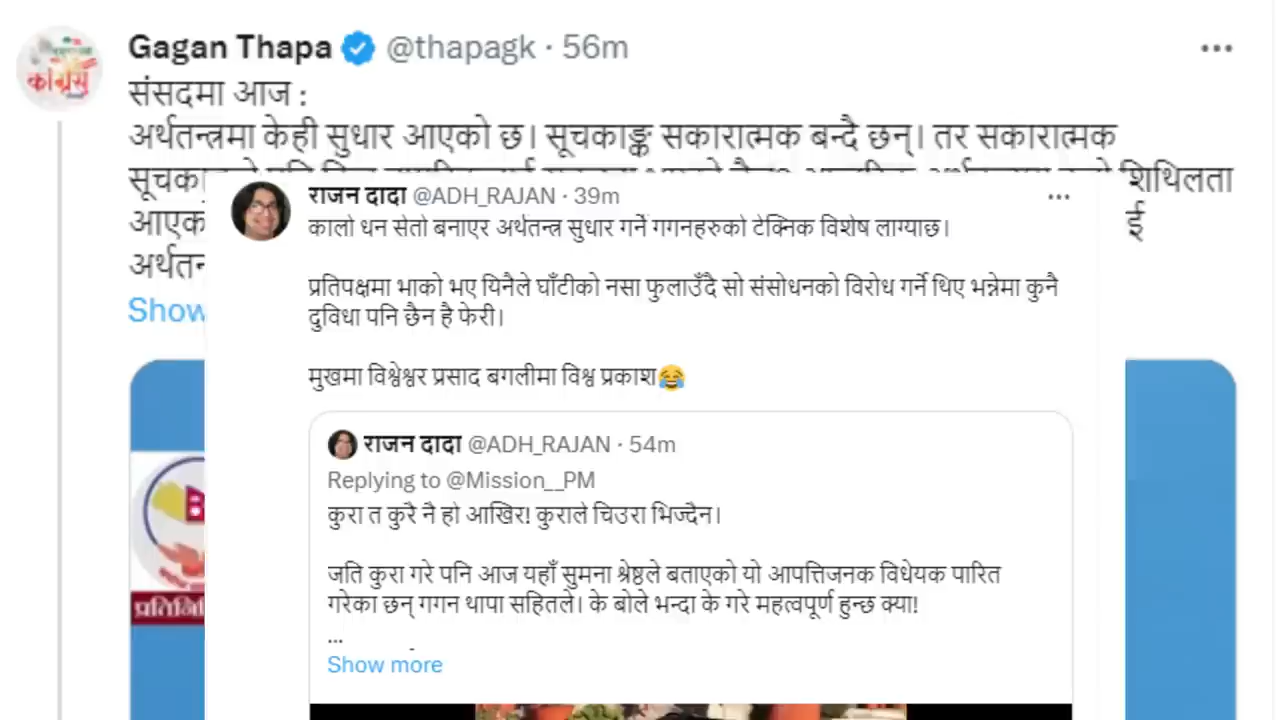 Gagan Thapa @thapagk · 56m
संसदमा आज :
अर्थतन्त्रमा केही सुधार आएको छ। सूचकाङ्क सकारात्मक बन्दै छन्। तर सकारात्मक
शिथिलता
आएक
ई
अर्थतन
Show
राजन दादा @ADH_RAJAN · 39m
कालो धन सेतो बनाएर अर्थतन्त्र सुधार गर्ने गगनहरुको टेक्निक विशेष लाग्याछ।
प्रतिपक्षमा भाको भए यिनैले घाँटीको नसा फुलाउँदै सो संसोधनको विरोध गर्ने थिए भन्नेमा कुनै
दुविधा पनि छैन है फेरी।
मुखमा विश्वेश्वर प्रसाद बगलीमा विश्व प्रकाश😂
राजन दादा @ADH_RAJAN · 54m
Replying to @Mission__PM
कुरा त कुरै नै हो आखिर! कुराले चिउरा भिज्दैन।
जति कुरा गरे पनि आज यहाँ सुमना श्रेष्ठले बताएको यो आपत्तिजनक विधेयक पारित
गरेका छन् गगन थापा सहितले। के बोले भन्दा के गरे महत्वपूर्ण हुन्छ क्या!
...
Show more
कांग्रेस
प्रतिनि